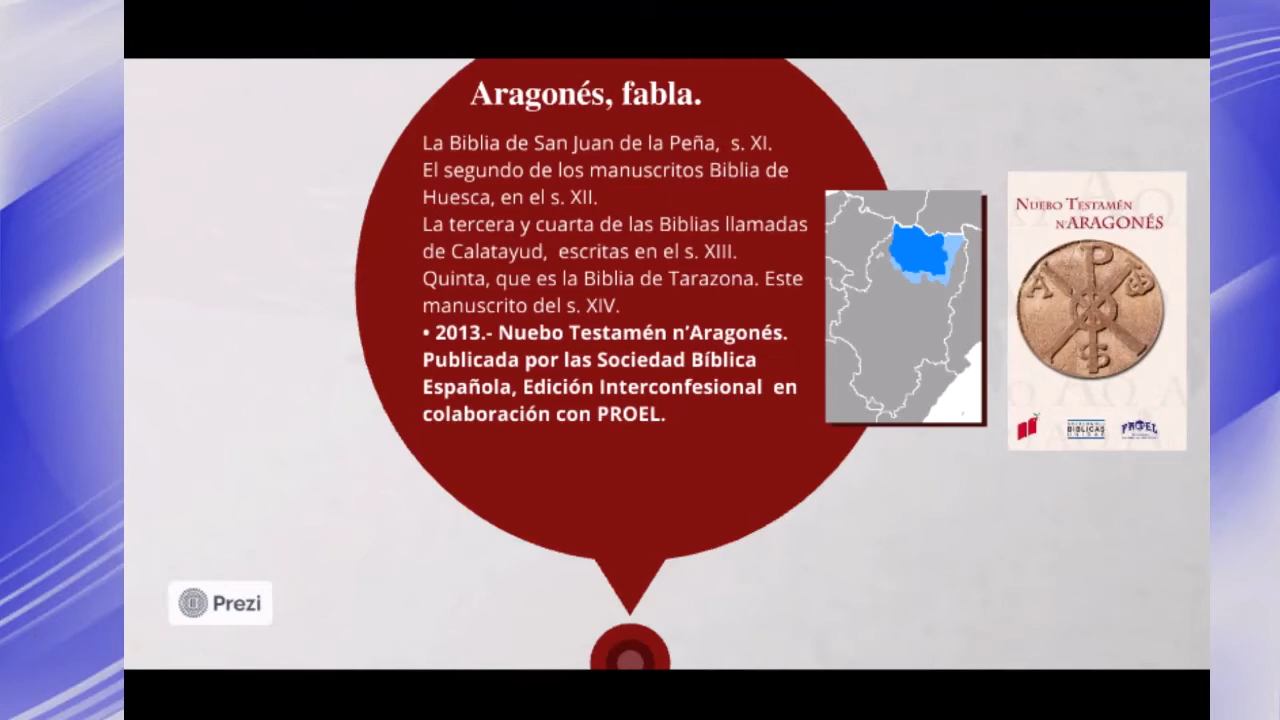 Aragonés, fabla.
La Biblia de San Juan de la Peña, s. XI.
El segundo de los manuscritos Biblia de
Huesca, en el s. XII.
La tercera y cuarta de las Biblias llamadas
de Calatayud, escritas en el s. XIII.
Quinta, que es la Biblia de Tarazona. Este
manuscrito del s. XIV.
• 2013.- Nuebo Testamén n'Aragonés.
Publicada por las Sociedad Bíblica
Española, Edición Interconfesional en
colaboración con PROEL.
NUEBO TESTAMÉN
N'ARAGONÉS
BIBLICAS
PROEL
Prezi